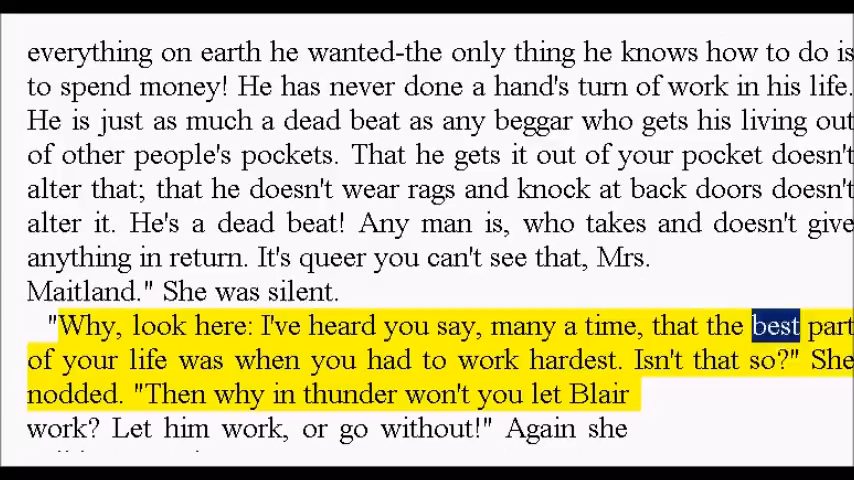 everything on earth he wanted-the only thing he knows how to do is
to spend money! He has never done a hand's turn of work in his life.
He is just as much a dead beat as any beggar who gets his living out
of other people's pockets. That he gets it out of your pocket doesn't
alter that; that he doesn't wear rags and knock at back doors doesn't
alter it. He's a dead beat! Any man is, who takes and doesn't give
anything in return. It's queer you can't see that, Mrs.
Maitland." She was silent.
"Why, look here: I've heard you say, many a time, that the best part
of your life was when you had to work hardest. Isn't that so?" She
nodded. "Then why in thunder won't you let Blair
work? Let him work, or go without!" Again she